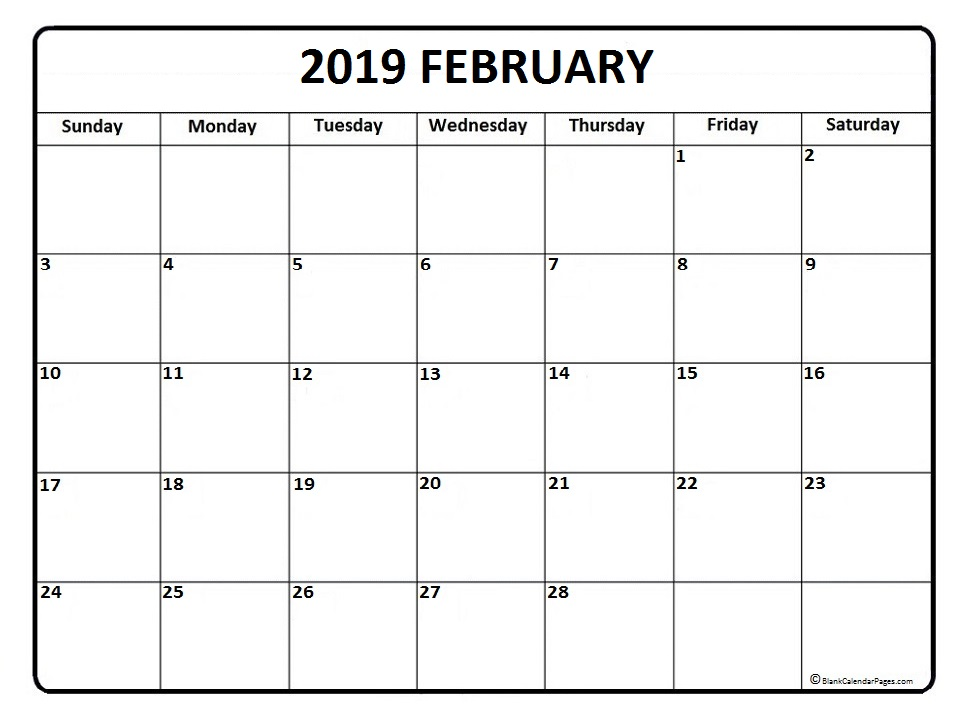 2019 FEBRUARY
Sunday Monday Tuesday Wednesday Thursday Friday Saturday
1 2
3 4 5 6 7 8 9
10 11 12 13 14 15 16
17 18 19 20 21 22 23
24 25 26 27 28
©BlankCalendarPages.com